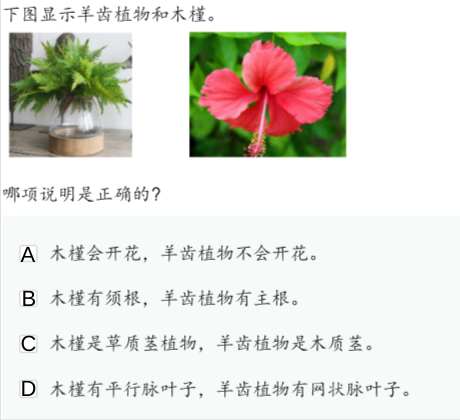 下图显示羊齿植物和木槿。
哪项说明是正确的?
A 木槿会开花，羊齿植物不会开花。
B 木槿有须根，羊齿植物有主根。
C 木槿是草质茎植物，羊齿植物是木质茎。
D 木槿有平行脉叶子，羊齿植物有网状脉叶子。